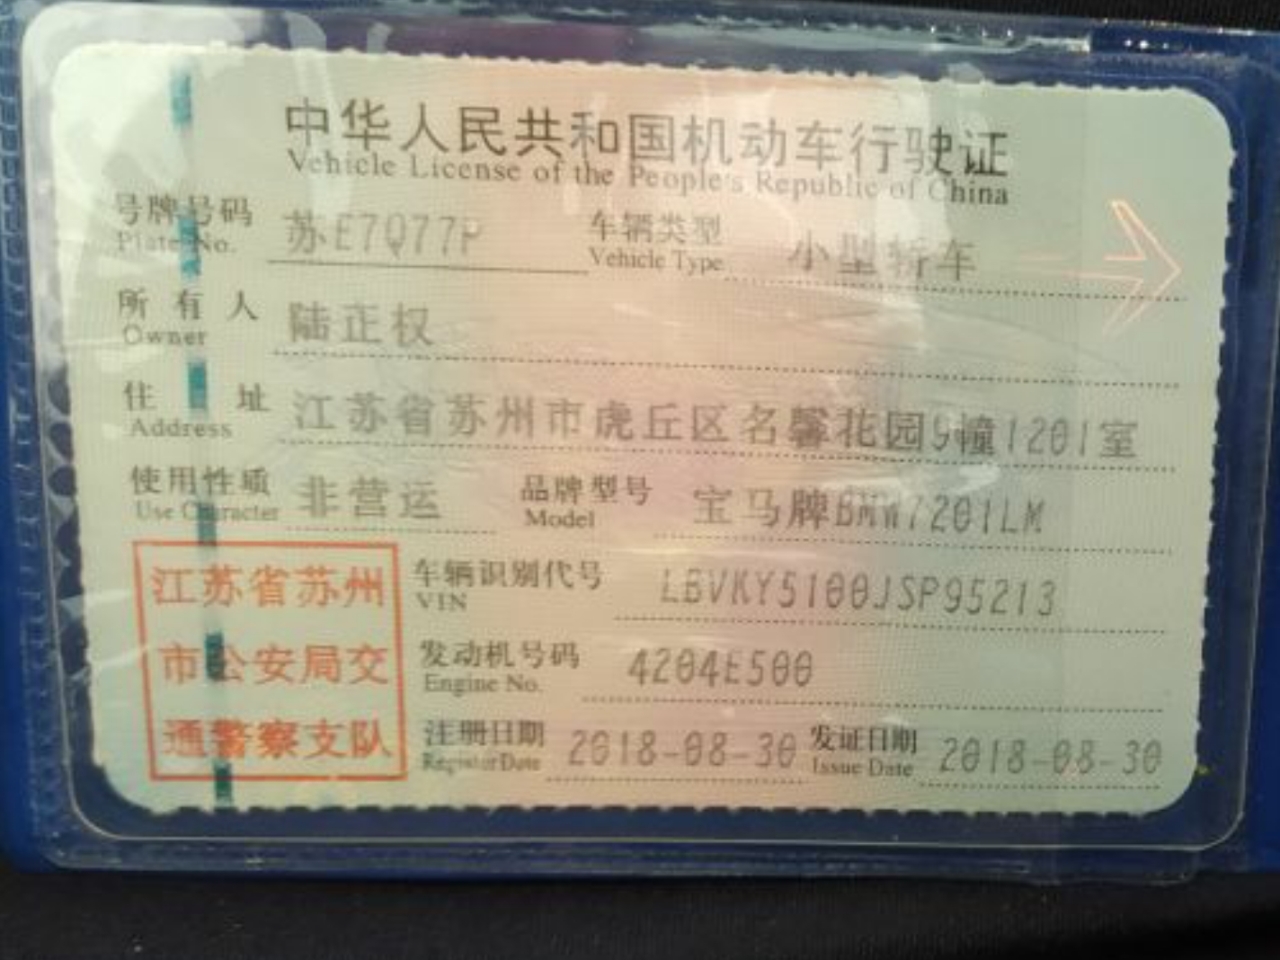 中华人民共和国机动车行驶证
Vehicle License of the People's Republic of China
号牌号码 苏E7Q77P 车辆类型 小型轿车
Plate No. Vehicle Type
所有人 陆正权
Owner
住址 江苏省苏州市虎丘区名馨花园9幢1201室
Address
使用性质 非营运 品牌型号 宝马牌BMW7201LM
Use Character Model
江苏省苏州
市公安局交
通警察支队
车辆识别代号 LBVKY5100JSP95213
VIN
发动机号码 4204E500
Engine No.
注册日期 2018-08-30 发证日期 2018-08-30
Register Date Issue Date